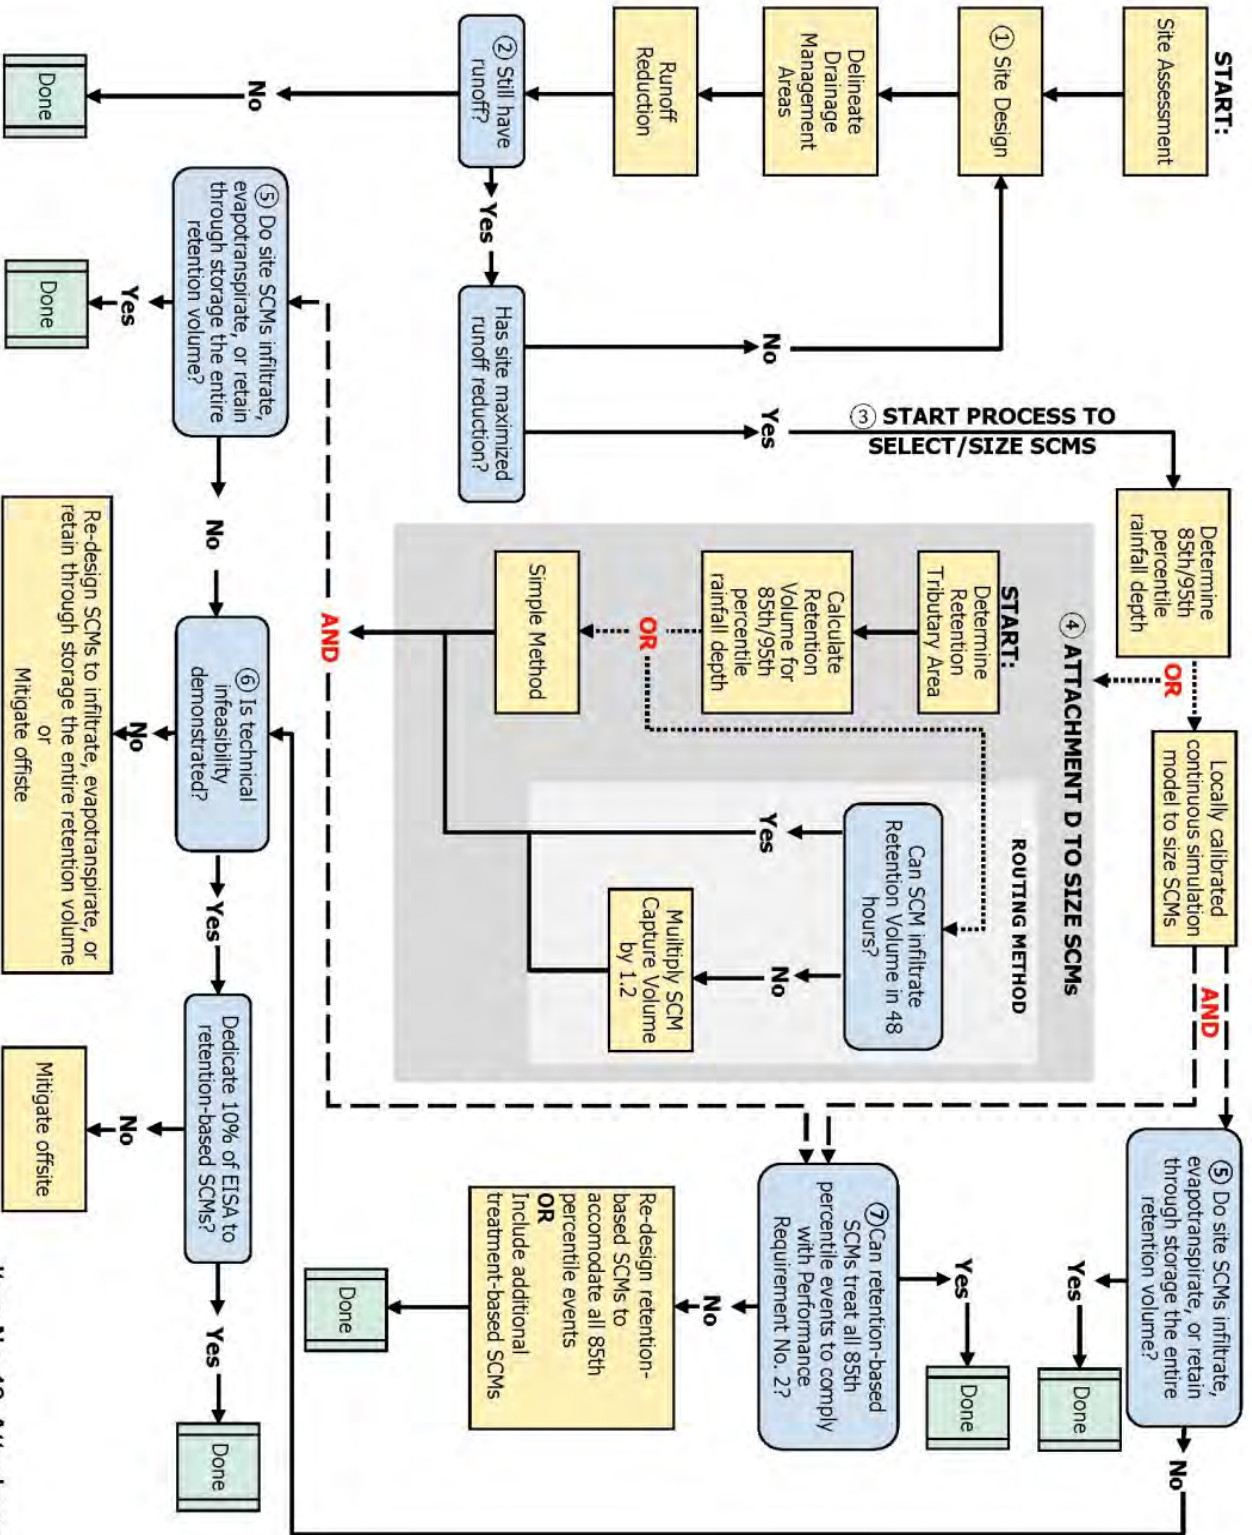 START:
Site Assessment
① Site Design
Delineate
Drainage
Management
Areas
Runoff
Reduction
② Still have
runoff?
No
Done
Yes
Has site maximized
runoff reduction?
No
Yes
③ START PROCESS TO
SELECT/SIZE SCMS
Determine
85th/95th
percentile
rainfall depth
OR
Locally calibrated
continuous simulation
model to size SCMs
AND
⑤ Do site SCMs infiltrate,
evapotranspirate, or retain
through storage the entire
retention volume?
Yes
Done
No
④ ATTACHMENT D TO SIZE SCMs
START:
Determine
Retention
Tributary Area
Calculate
Retention
Volume for
85th/95th
percentile
rainfall depth
OR
Simple Method
ROUTING METHOD
Can SCM infiltrate
Retention Volume in 48
hours?
Yes
No
Muiltiply SCM
Capture Volume
by 1.2
AND
⑦Can retention-based
SCMs treat all 85th
percentile events to comply
with Performance
Requirement No. 2?
Yes
Done
No
Re-design retention-
based SCMs to
accomodate all 85th
percentile events
OR
Include additional
treatment-based SCMs
Done
⑤ Do site SCMs infiltrate,
evapotranspirate, or retain
through storage the entire
retention volume?
Yes
Done
No
⑥ Is technical
infeasibility
demonstrated?
No
Re-design SCMs to infiltrate, evapotranspirate, or
retain through storage the entire retention volume
or
Mitigate offiste
Yes
Dedicate 10% of EISA to
retention-based SCMs?
No
Mitigate offsite
Yes
Done